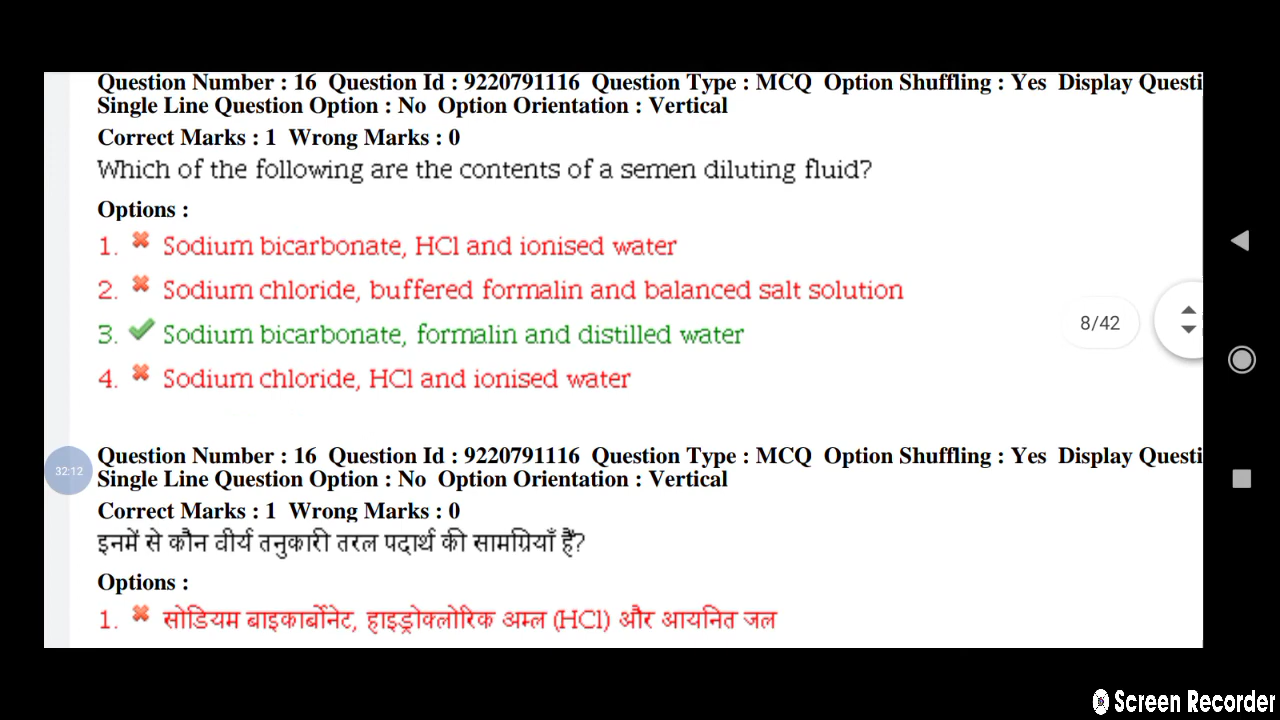 Question Number : 16 Question Id : 9220791116 Question Type : MCQ Option Shuffling : Yes Display Questi
Single Line Question Option : No Option Orientation : Vertical
Correct Marks : 1 Wrong Marks : 0
Which of the following are the contents of a semen diluting fluid?
Options :
1. Sodium bicarbonate, HCl and ionised water
2. Sodium chloride, buffered formalin and balanced salt solution
3. Sodium bicarbonate, formalin and distilled water
4. Sodium chloride, HCl and ionised water
8/42
32:12
Question Number : 16 Question Id : 9220791116 Question Type : MCQ Option Shuffling : Yes Display Questi
Single Line Question Option : No Option Orientation : Vertical
Correct Marks : 1 Wrong Marks : 0
इनमें से कौन वीर्य तनुकारी तरल पदार्थ की सामग्रियाँ हैं?
Options :
1. सोडियम बाइकार्बोनेट, हाइड्रोक्लोरिक अम्ल (HCl) और आयनित जल
Screen Recorder